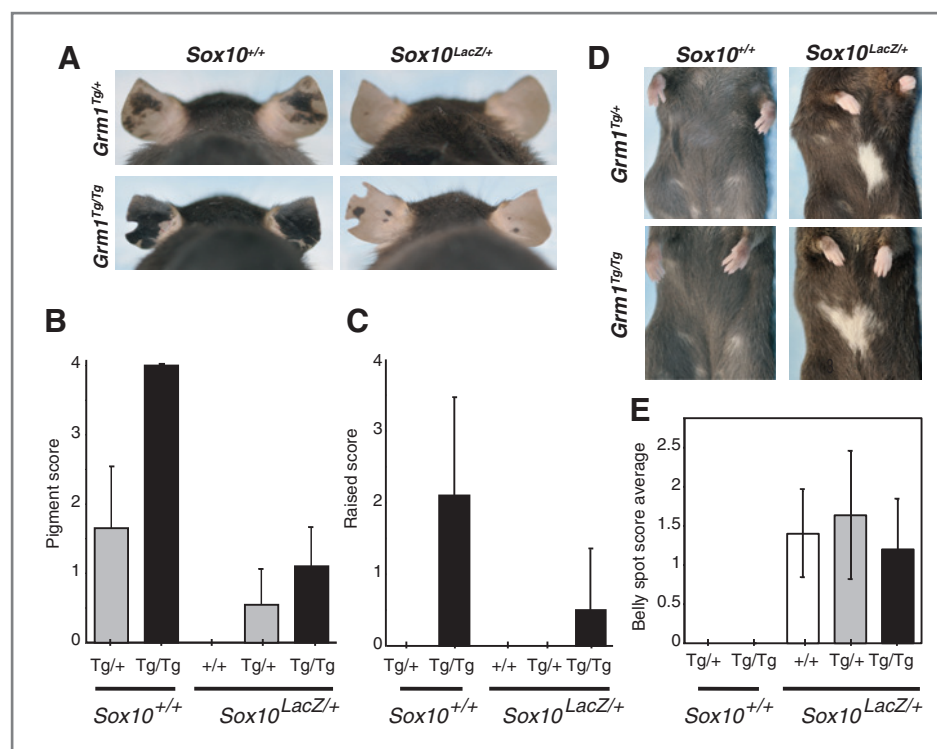 A
Sox10+/+
Sox10LacZ/+
Grm1Tg/+
Grm1Tg/Tg
B
Pigment score
4
3
2
1
0
Tg/+ Tg/Tg +/+ Tg/+ Tg/Tg
Sox10+/+ Sox10LacZ/+
C
Raised score
4
3
2
1
0
Tg/+ Tg/Tg +/+ Tg/+ Tg/Tg
Sox10+/+ Sox10LacZ/+
D
Sox10+/+
Sox10LacZ/+
Grm1Tg/+
Grm1Tg/Tg
E
Belly spot score average
2.5
2
1.5
1
0.5
0
Tg/+ Tg/Tg +/+ Tg/+ Tg/Tg
Sox10+/+ Sox10LacZ/+